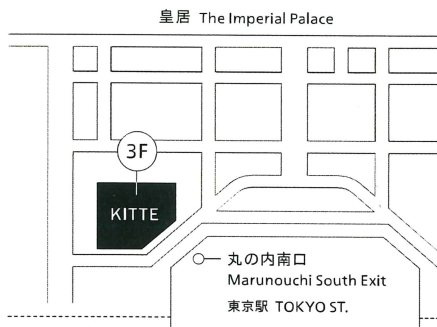 皇居 The Imperial Palace
3F
KITTE
丸の内南口
Marunouchi South Exit
東京駅 TOKYO ST.